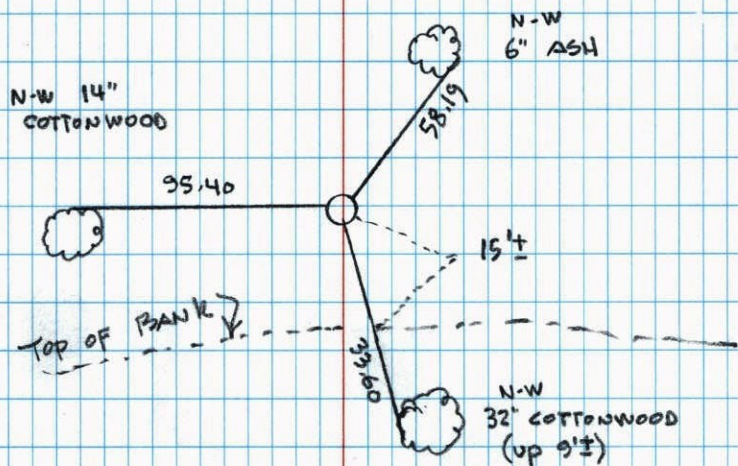 N-W
6" ASH
N-W 14"
COTTONWOOD
58.19
95.40
15'±
TOP OF BANK
33.60
N-W
32" COTTONWOOD
(up 9'±)